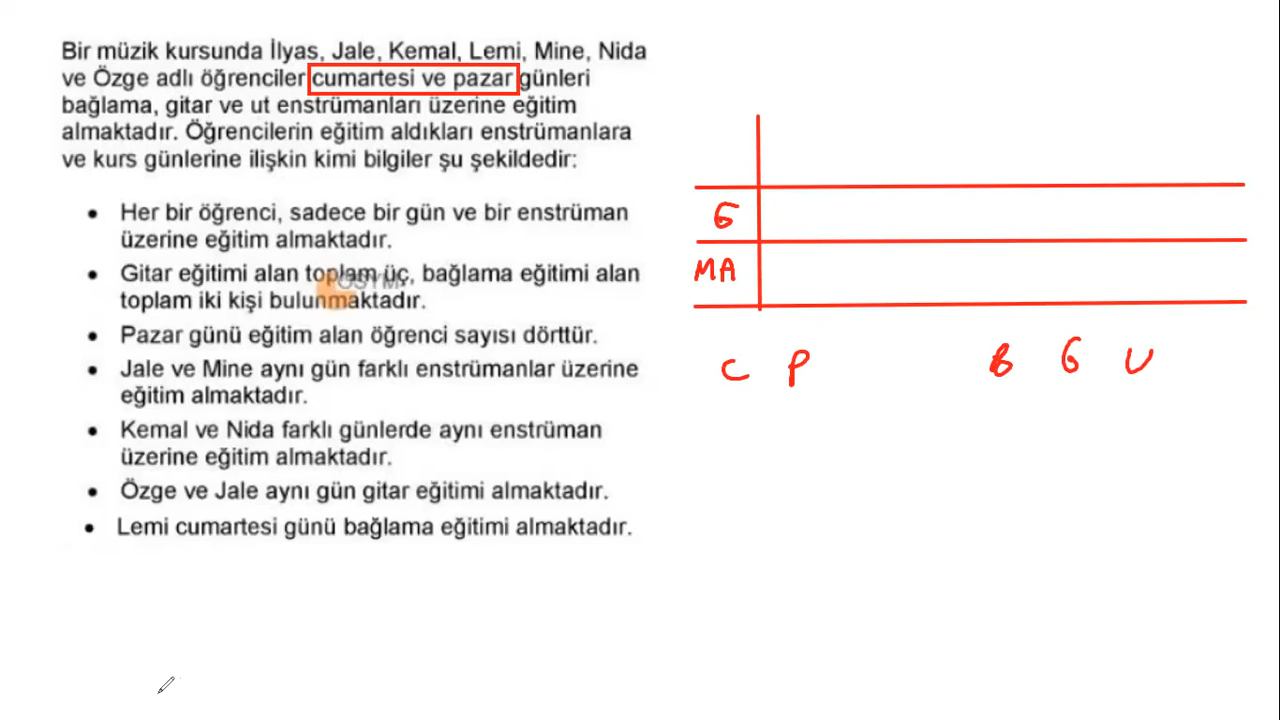 Bir müzik kursunda İlyas, Jale, Kemal, Lemi, Mine, Nida
ve Özge adlı öğrenciler cumartesi ve pazar günleri
bağlama, gitar ve ut enstrümanları üzerine eğitim
almaktadır. Öğrencilerin eğitim aldıkları enstrümanlara
ve kurs günlerine ilişkin kimi bilgiler şu şekildedir:
• Her bir öğrenci, sadece bir gün ve bir enstrüman
üzerine eğitim almaktadır.
• Gitar eğitimi alan toplam üç, bağlama eğitimi alan
toplam iki kişi bulunmaktadır.
• Pazar günü eğitim alan öğrenci sayısı dörttür.
• Jale ve Mine aynı gün farklı enstrümanlar üzerine
eğitim almaktadır.
• Kemal ve Nida farklı günlerde aynı enstrüman
üzerine eğitim almaktadır.
• Özge ve Jale aynı gün gitar eğitimi almaktadır.
• Lemi cumartesi günü bağlama eğitimi almaktadır.
G
MA
C P B G U